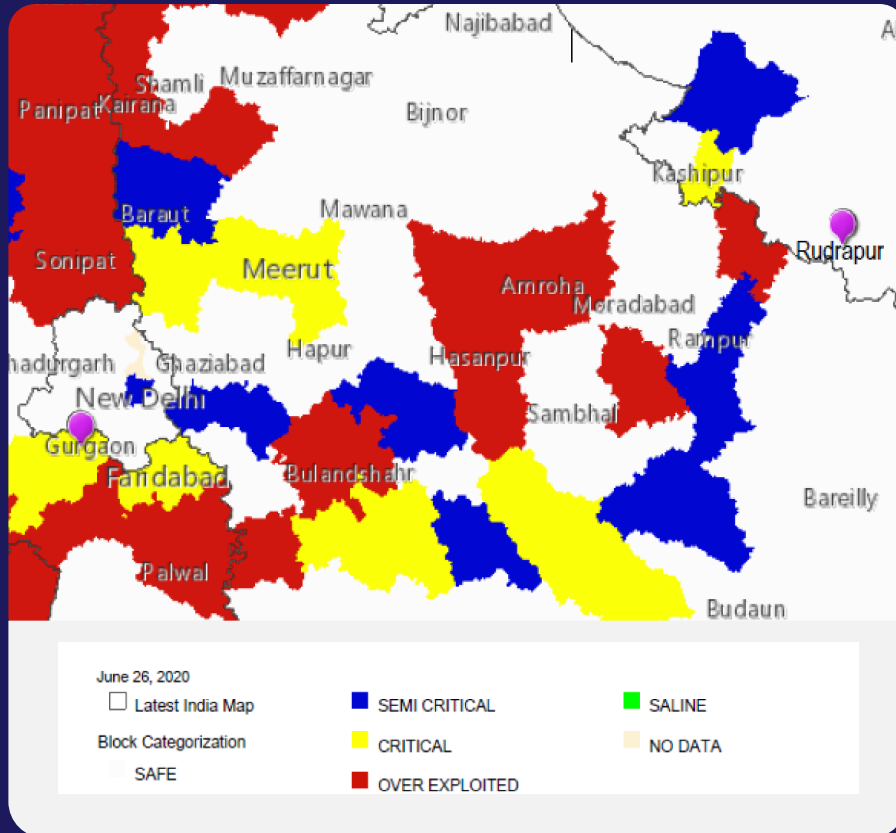 Najibabad
Shamli
Muzaffarnagar
Panipat
Kairana
Bijnor
Kashipur
Baraut
Mawana
Rudrapur
Sonipat
Meerut
Amroha
Moradabad
hadurgarh
Ghaziabad
Hapur
Hasanpur
Rampur
New Delhi
Sambhal
Gurgaon
Faridabad
Bulandshahr
Bareilly
Palwal
Budaun
June 26, 2020
Latest India Map
Block Categorization
SAFE
SEMI CRITICAL
CRITICAL
OVER EXPLOITED
SALINE
NO DATA